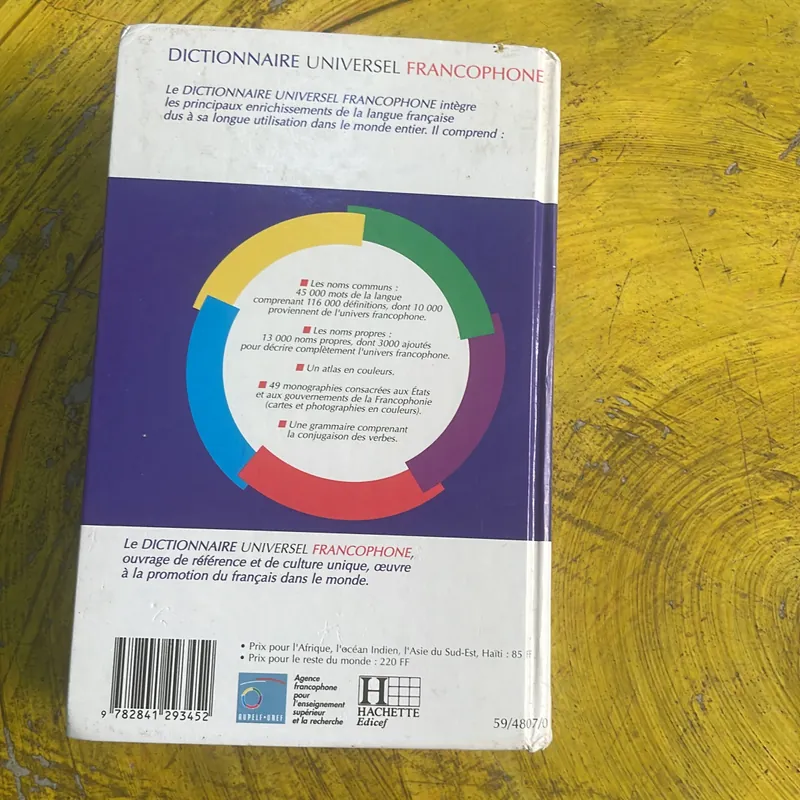 DICTIONNAIRE UNIVERSEL FRANCOPHONE
Le DICTIONNAIRE UNIVERSEL FRANCOPHONE intègre
les principaux enrichissements de la langue française
dus à sa longue utilisation dans le monde entier. Il comprend :
Les noms communs :
45 000 mots de la langue
comprenant 116 000 définitions, dont 10 000
proviennent de l'univers francophone.
Les noms propres :
13 000 noms propres, dont 3000 ajoutés
pour décrire complètement l'univers francophone.
Un atlas en couleurs.
49 monographies consacrées aux États
et aux gouvernements de la Francophonie
(cartes et photographies en couleurs).
Une grammaire comprenant
la conjugaison des verbes.
Le DICTIONNAIRE UNIVERSEL FRANCOPHONE,
ouvrage de référence et de culture unique, œuvre
à la promotion du français dans le monde.
• Prix pour l'Afrique, l'océan Indien, l'Asie du Sud-Est, Haïti : 85 F
• Prix pour le reste du monde : 220 FF
9 782841 293452
AUPELF-UREF
Agence
francophone
pour
l'enseignement
supérieur
et la recherche
H
HACHETTE
Edicef
59/4807/0